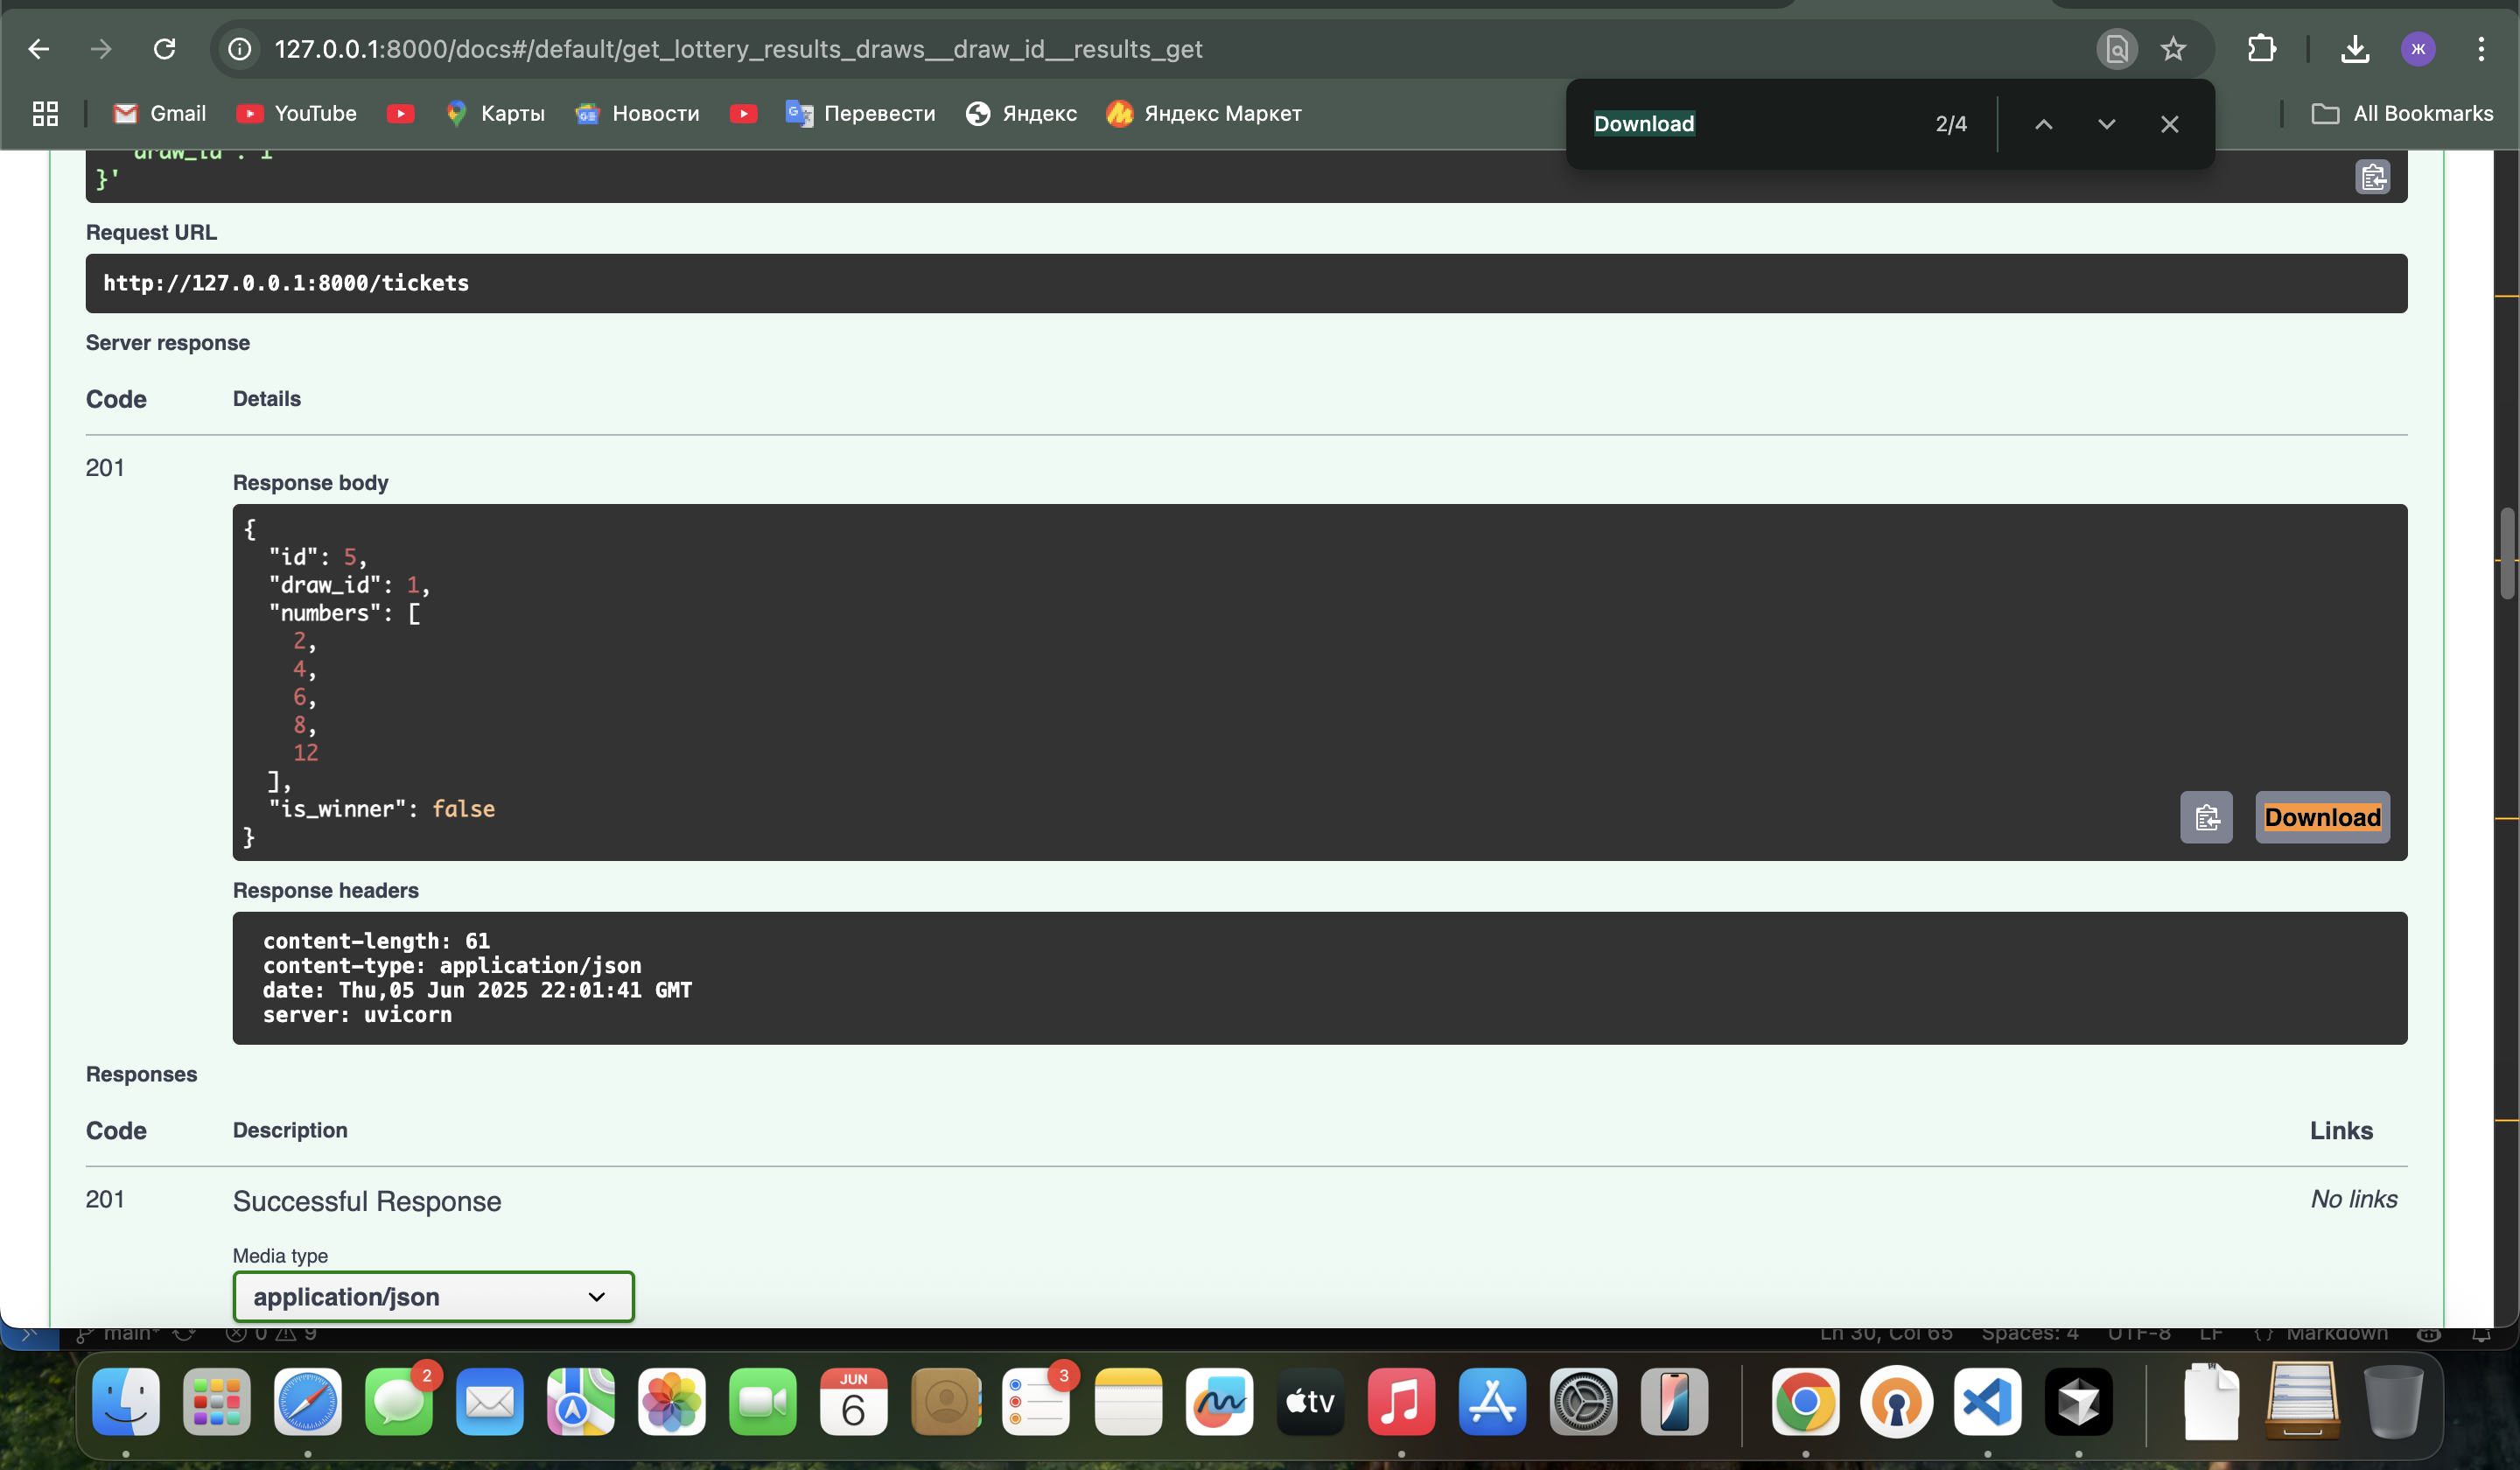 127.0.0.1:8000/docs#/default/get_lottery_results_draws__draw_id__results_get
ж
Gmail
YouTube
Карты
Новости
Перевести
Яндекс
Яндекс Маркет
All Bookmarks
Download
2/4
"draw_id": 1
}'
Request URL
http://127.0.0.1:8000/tickets
Server response
Code Details
201
Response body
{
"id": 5,
"draw_id": 1,
"numbers": [
2,
4,
6,
8,
12
],
"is_winner": false
}
Download
Response headers
content-length: 61
content-type: application/json
date: Thu,05 Jun 2025 22:01:41 GMT
server: uvicorn
Responses
Code Description Links
201 Successful Response No links
Media type
application/json
main* 0 9 Ln 30, Col 65 Spaces: 4 UTF-8 LF {} Markdown
2
JUN
6
3
tv